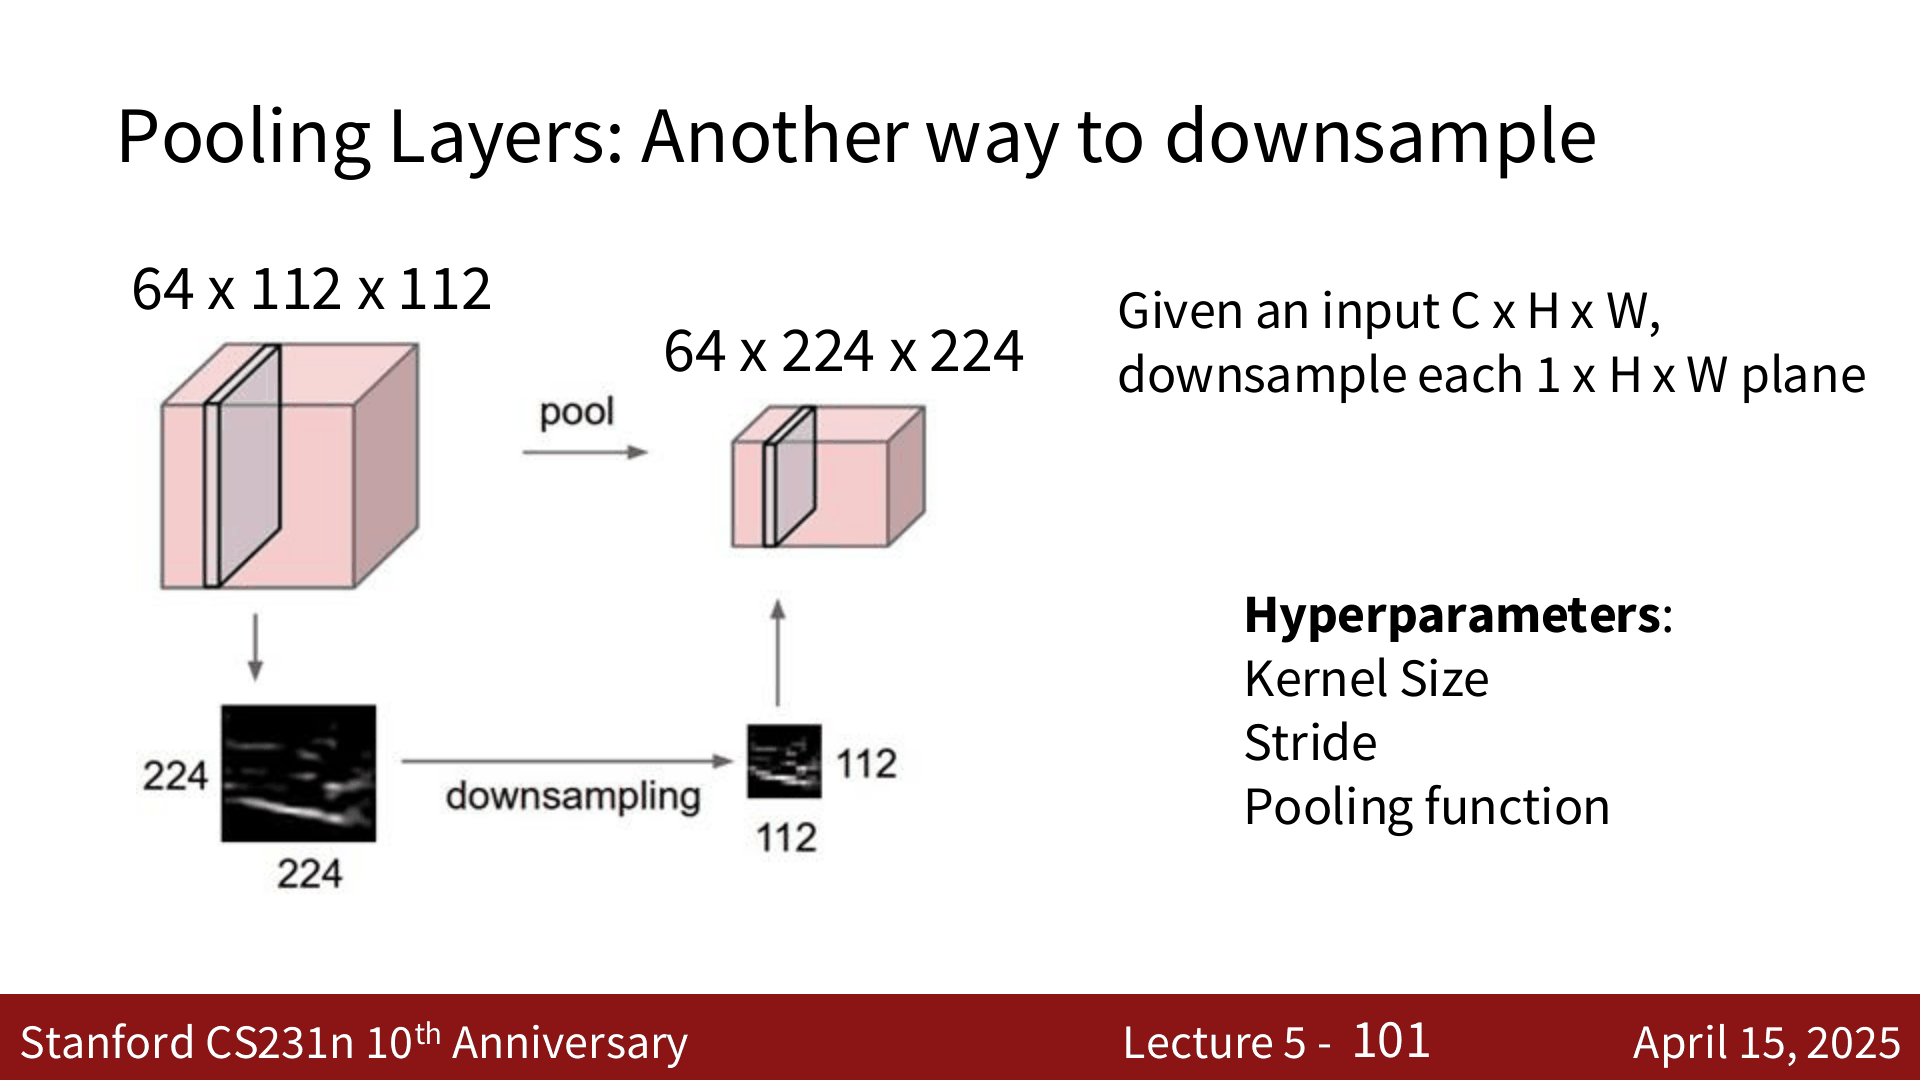 Pooling Layers: Another way to downsample
64 x 112 x 112
64 x 224 x 224
pool
224
224
downsampling
112
112
Given an input C x H x W,
downsample each 1 x H x W plane
Hyperparameters:
Kernel Size
Stride
Pooling function
Stanford CS231n 10th Anniversary
Lecture 5 - 101
April 15, 2025